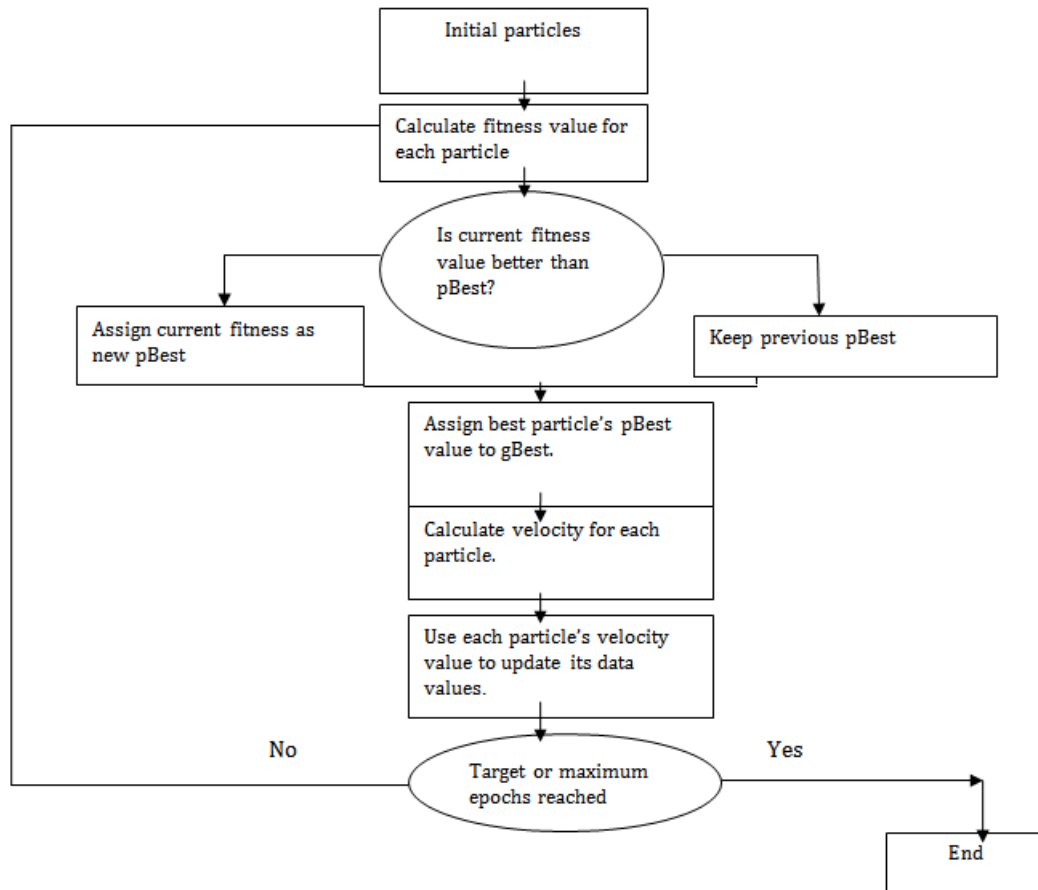 Initial particles
Calculate fitness value for
each particle
Is current fitness
value better than
pBest?
Assign current fitness as
new pBest
Keep previous pBest
Assign best particle's pBest
value to gBest.
Calculate velocity for each
particle.
Use each particle's velocity
value to update its data
values.
No
Yes
Target or maximum
epochs reached
End